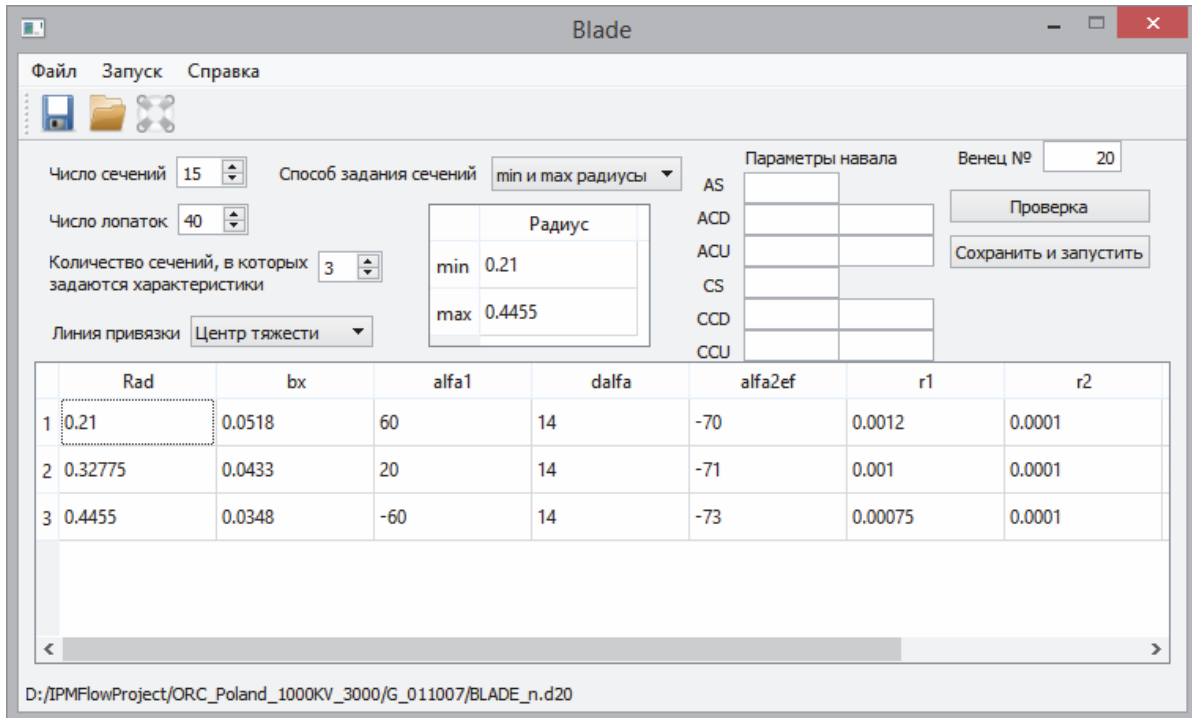 Blade
Файл Запуск Справка
Число сечений 15 Способ задания сечений min и max радиусы Параметры навала Венец № 20
AS
Число лопаток 40 Радиус ACD Проверка
Количество сечений, в которых задаются характеристики 3 min 0.21 ACU Сохранить и запустить
CS
Линия привязки Центр тяжести max 0.4455 CCD
CCU
Rad bx alfa1 dalfa alfa2ef r1 r2
1 0.21 0.0518 60 14 -70 0.0012 0.0001
2 0.32775 0.0433 20 14 -71 0.001 0.0001
3 0.4455 0.0348 -60 14 -73 0.00075 0.0001
D:/IPMFlowProject/ORC_Poland_1000KV_3000/G_011007/BLADE_n.d20